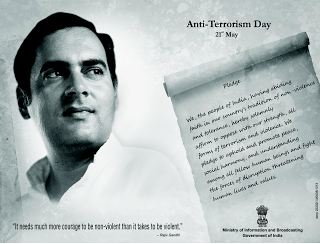 Anti-Terrorism Day
21st May
Pledge
We, the people of India, having abiding
faith in our country's tradition of non-violence
and tolerance, hereby solemnly
affirm to oppose with our strength, all
forms of terrorism and violence. We
pledge to uphold and promote peace,
social harmony, and understanding
among all fellow human beings and fight
the forces of disruption threatening
human lives and values.
"It needs much more courage to be non-violent than it takes to be violent."
- Rajiv Gandhi
Ministry of Information and Broadcasting
Government of India